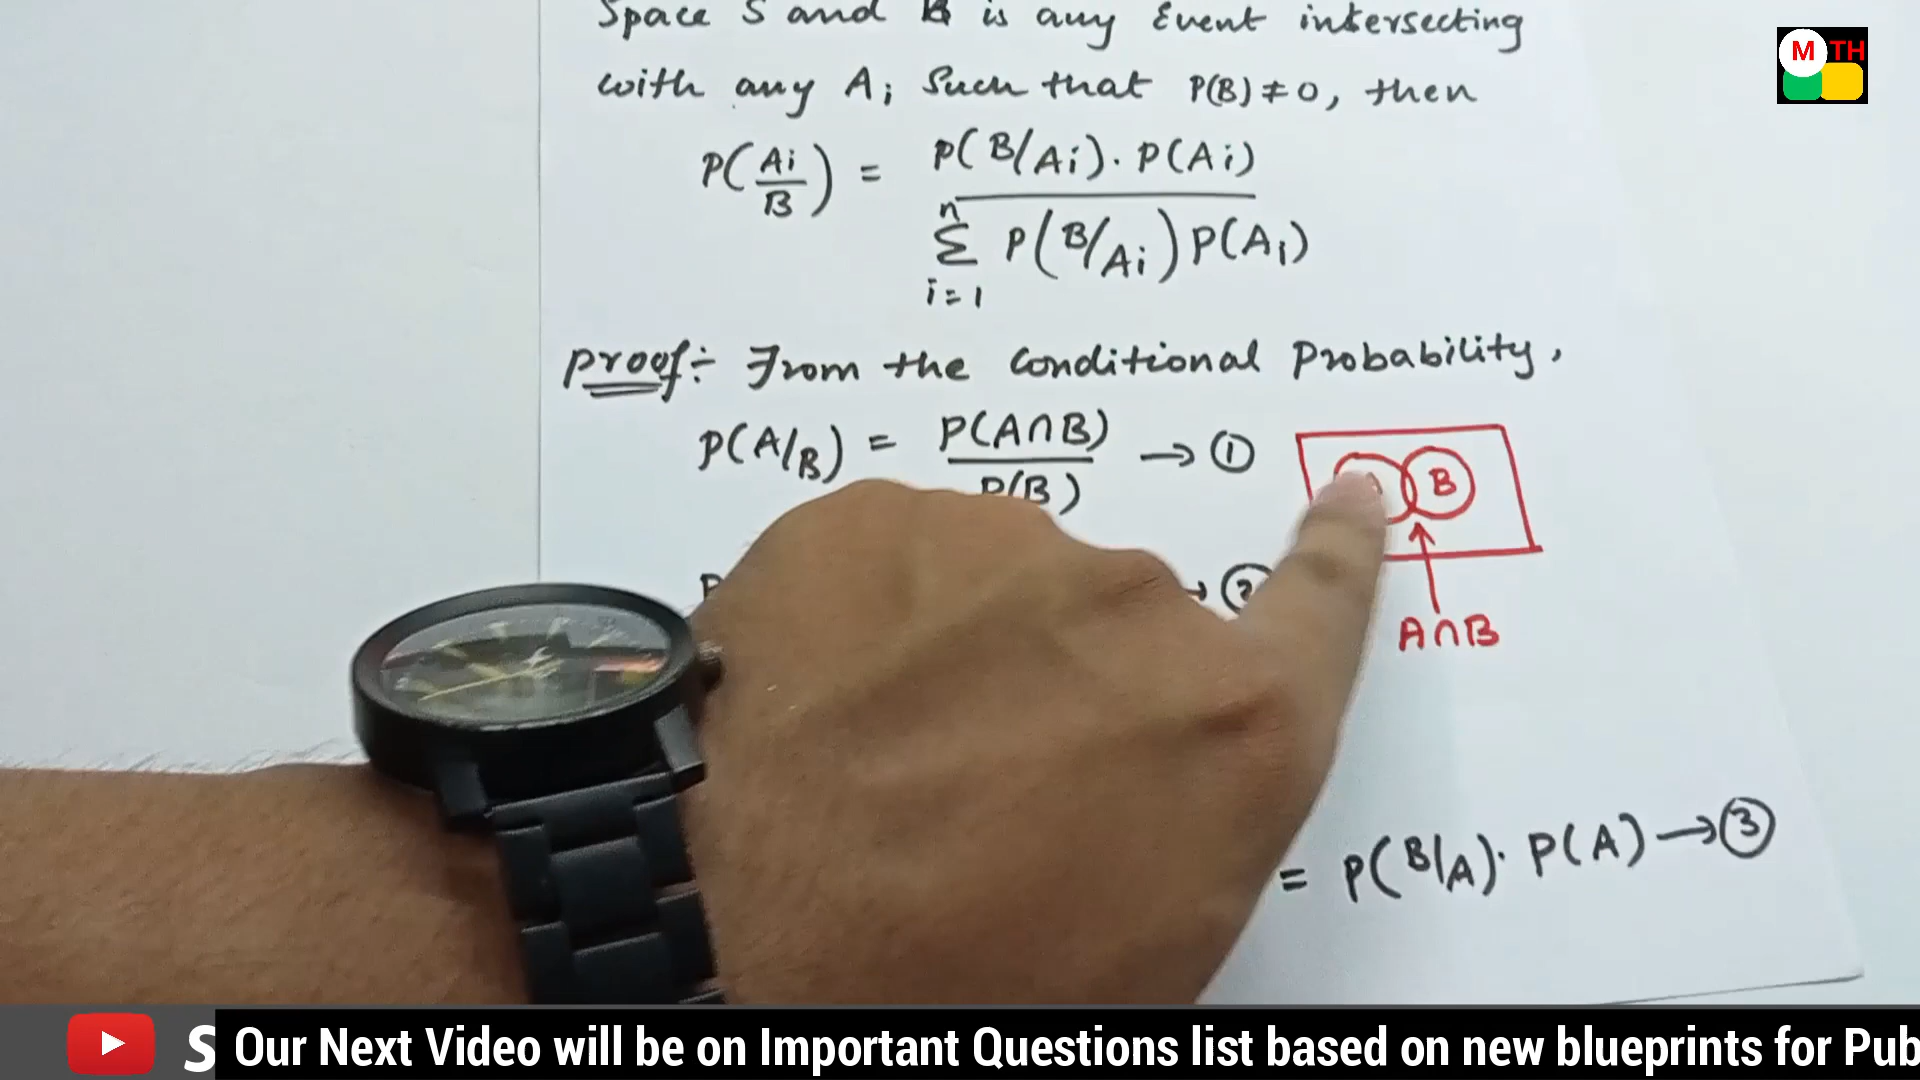 Space S and B is any Event intersecting
with any Ai Such that P(B) ≠ 0, then
P(Ai/B) = P(B/Ai). P(Ai)
n
Σ P(B/Ai) P(Ai)
i = 1
Proof:- From the Conditional Probability,
P(A/B) = P(A∩B) / P(B) → ①
B
→ ②
A∩B
= P(B/A). P(A) → ③
M TH
S Our Next Video will be on Important Questions list based on new blueprints for Pub